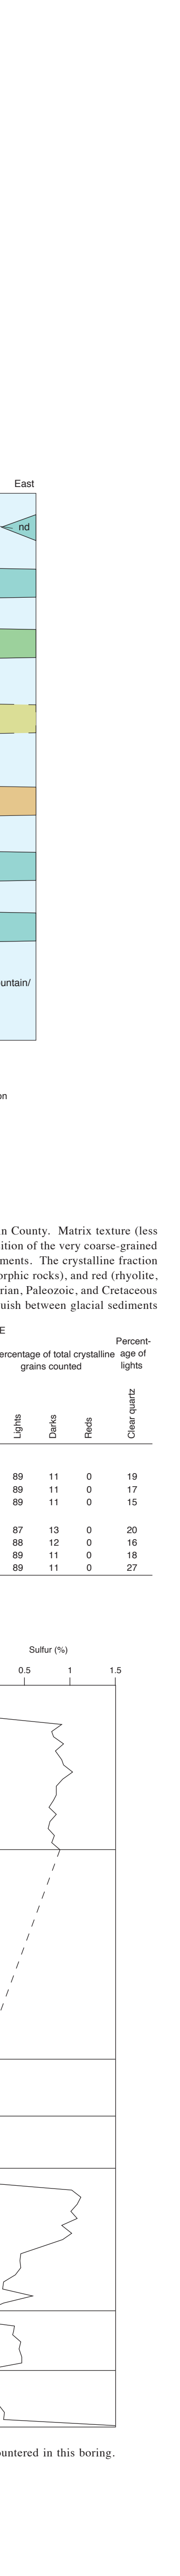 East
nd
untain/
on
in County. Matrix texture (less
ition of the very coarse-grained
ments. The crystalline fraction
orphic rocks), and red (rhyolite,
rian, Paleozoic, and Cretaceous
uish between glacial sediments
E
ercentage of total crystalline
grains counted
Percent-
age of
lights
Lights Darks Reds Clear quartz
89 11 0 19
89 11 0 17
89 11 0 15
87 13 0 20
88 12 0 16
89 11 0 18
89 11 0 27
Sulfur (%)
0.5 1 1.5
ountered in this boring.